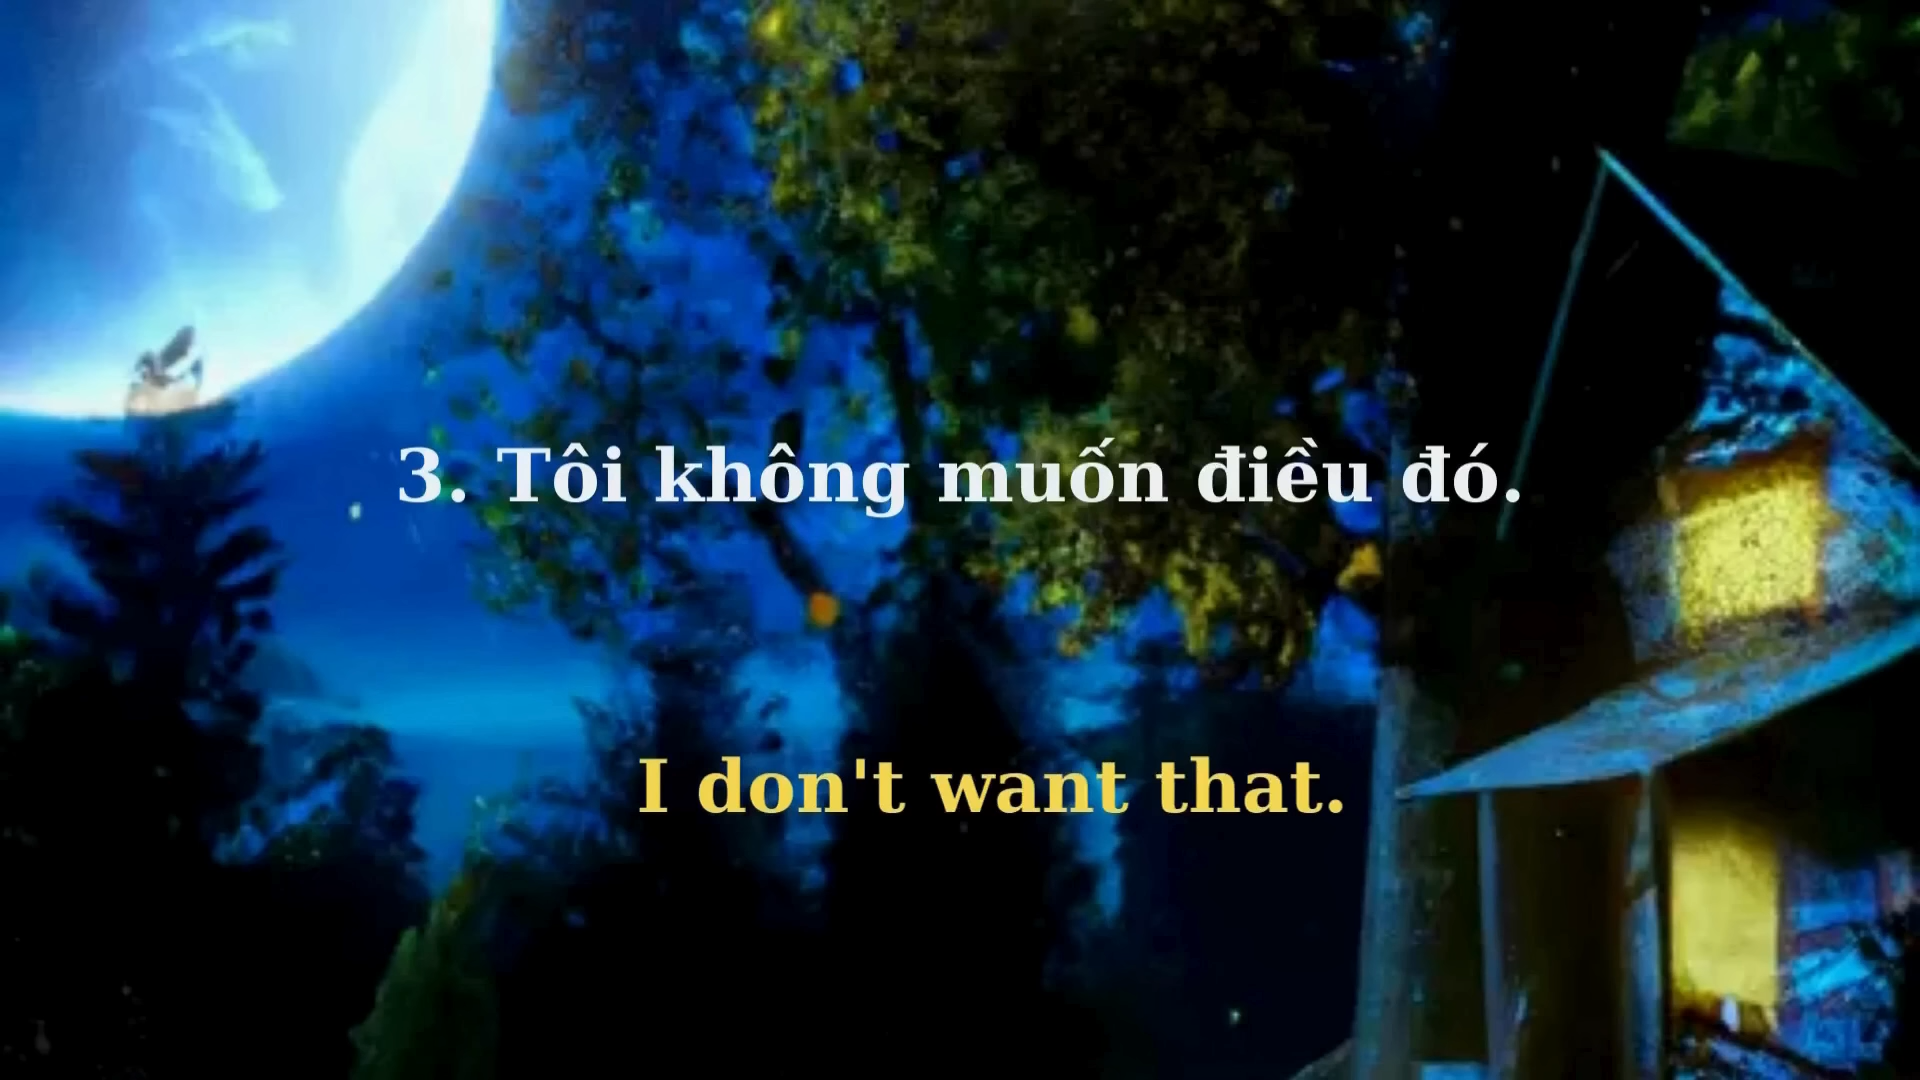 3. Tôi không muốn điều đó.
I don't want that.